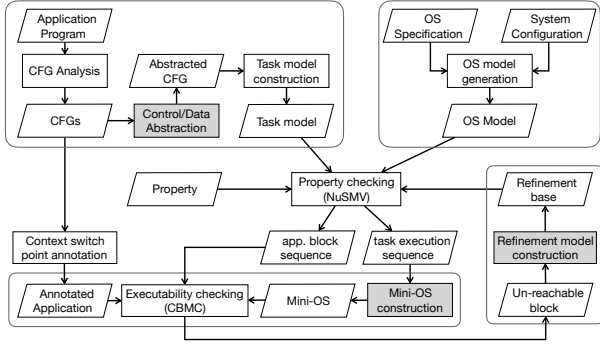 Application
Program
CFG Analysis
CFGs
Abstracted
CFG
Control/Data
Abstraction
Task model
construction
Task model
OS
Specification
System
Configuration
OS model
generation
OS Model
Property
Property checking
(NuSMV)
Refinement
base
Context switch
point annotation
app. block
sequence
task execution
sequence
Refinement model
construction
Annotated
Application
Executability checking
(CBMC)
Mini-OS
Mini-OS
construction
Un-reachable
block